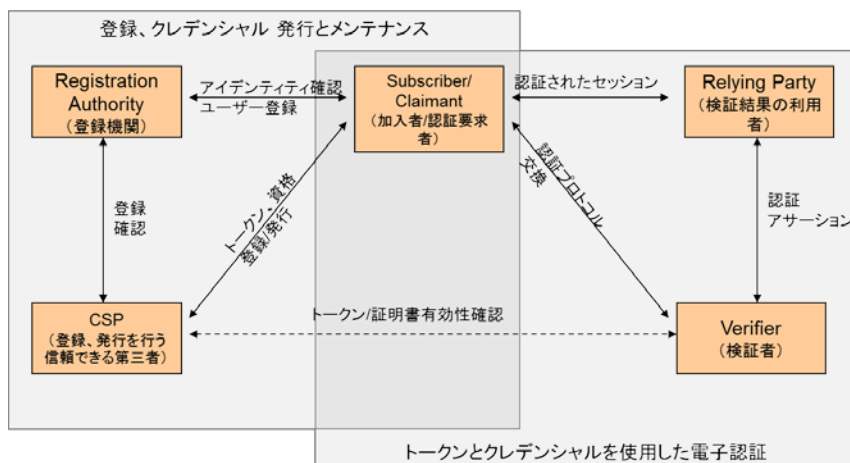 登録、クレデンシャル 発行とメンテナンス
Registration
Authority
（登録機関）
アイデンティティ確認
ユーザー登録
Subscriber/
Claimant
（加入者/認証要求
者）
認証されたセッション
Relying Party
（検証結果の利用
者）
登録
確認
トークン、資格
登録/発行
認証プロトコル
交換
認証
アサーション
CSP
（登録、発行を行う
信頼できる第三者）
トークン/証明書有効性確認
Verifier
（検証者）
トークンとクレデンシャルを使用した電子認証